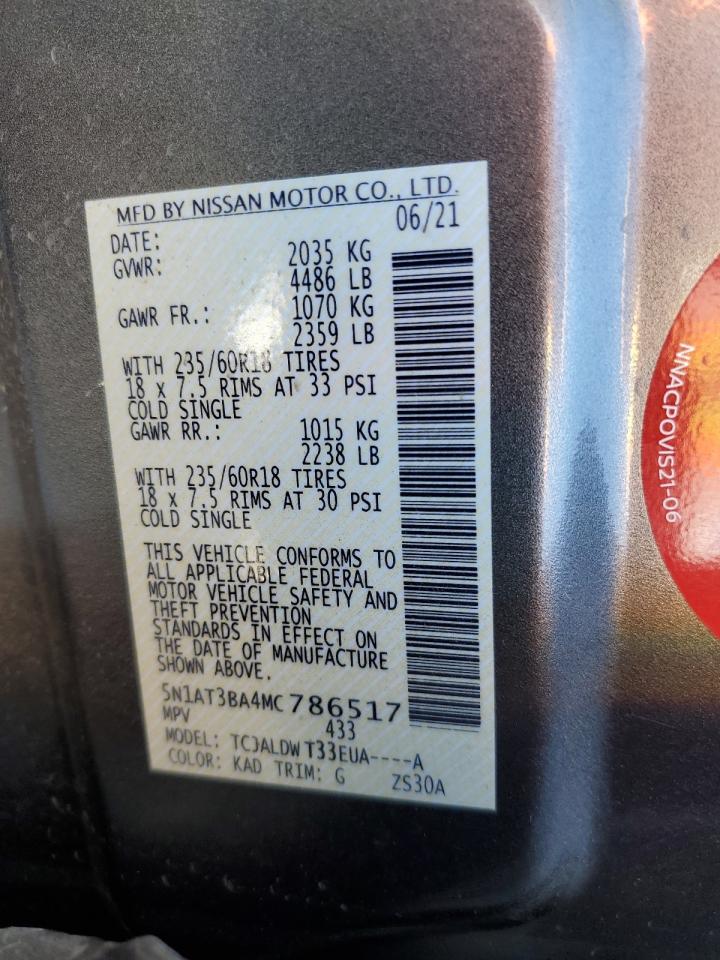 MFD BY NISSAN MOTOR CO., LTD.
DATE: 06/21
GVWR: 2035 KG
4486 LB
GAWR FR.: 1070 KG
2359 LB
WITH 235/60R18 TIRES
18 x 7.5 RIMS AT 33 PSI
COLD SINGLE
GAWR RR.: 1015 KG
2238 LB
WITH 235/60R18 TIRES
18 x 7.5 RIMS AT 30 PSI
COLD SINGLE
THIS VEHICLE CONFORMS TO
ALL APPLICABLE FEDERAL
MOTOR VEHICLE SAFETY AND
THEFT PREVENTION
STANDARDS IN EFFECT ON
THE DATE OF MANUFACTURE
SHOWN ABOVE.
5N1AT3BA4MC786517
MPV 433
MODEL: TCJALDWT33EUA----A
COLOR: KAD TRIM: G ZS30A
NNACPOVIS21-06